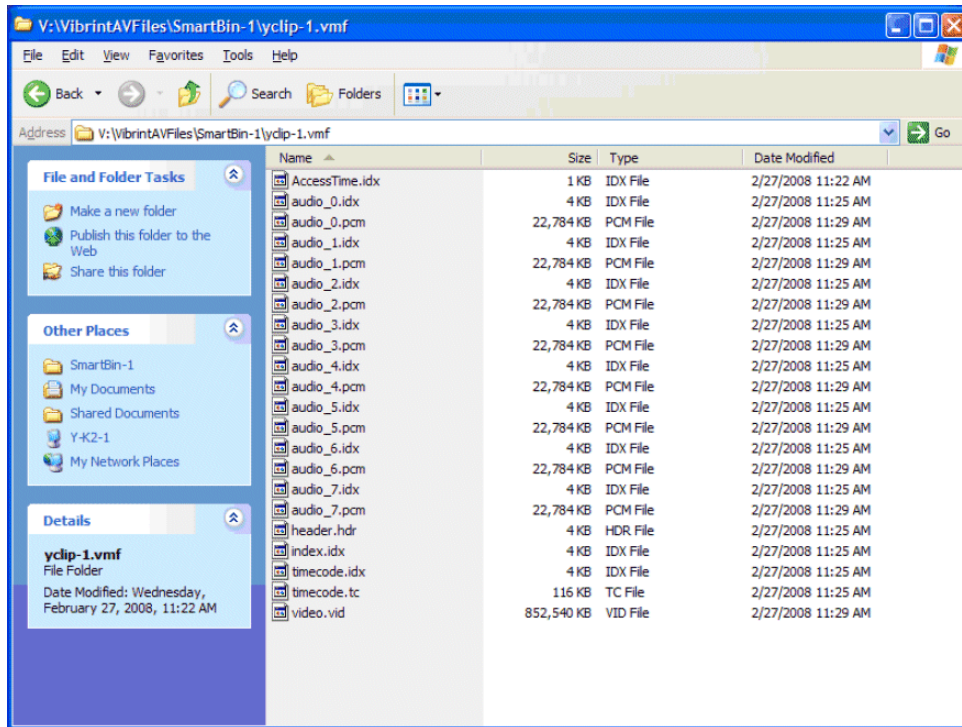 V:\VibrintAVFiles\SmartBin-1\yclip-1.vmf
File Edit View Favorites Tools Help
Back Search Folders
Address V:\VibrintAVFiles\SmartBin-1\yclip-1.vmf Go
File and Folder Tasks
Make a new folder
Publish this folder to the
Web
Share this folder
Other Places
SmartBin-1
My Documents
Shared Documents
Y-K2-1
My Network Places
Details
yclip-1.vmf
File Folder
Date Modified: Wednesday,
February 27, 2008, 11:22 AM
Name Size Type Date Modified
AccessTime.idx 1 KB IDX File 2/27/2008 11:22 AM
audio_0.idx 4 KB IDX File 2/27/2008 11:25 AM
audio_0.pcm 22,784 KB PCM File 2/27/2008 11:29 AM
audio_1.idx 4 KB IDX File 2/27/2008 11:25 AM
audio_1.pcm 22,784 KB PCM File 2/27/2008 11:29 AM
audio_2.idx 4 KB IDX File 2/27/2008 11:25 AM
audio_2.pcm 22,784 KB PCM File 2/27/2008 11:29 AM
audio_3.idx 4 KB IDX File 2/27/2008 11:25 AM
audio_3.pcm 22,784 KB PCM File 2/27/2008 11:29 AM
audio_4.idx 4 KB IDX File 2/27/2008 11:25 AM
audio_4.pcm 22,784 KB PCM File 2/27/2008 11:29 AM
audio_5.idx 4 KB IDX File 2/27/2008 11:25 AM
audio_5.pcm 22,784 KB PCM File 2/27/2008 11:29 AM
audio_6.idx 4 KB IDX File 2/27/2008 11:25 AM
audio_6.pcm 22,784 KB PCM File 2/27/2008 11:29 AM
audio_7.idx 4 KB IDX File 2/27/2008 11:25 AM
audio_7.pcm 22,784 KB PCM File 2/27/2008 11:29 AM
header.hdr 4 KB HDR File 2/27/2008 11:25 AM
index.idx 4 KB IDX File 2/27/2008 11:25 AM
timecode.idx 4 KB IDX File 2/27/2008 11:25 AM
timecode.tc 116 KB TC File 2/27/2008 11:25 AM
video.vid 852,540 KB VID File 2/27/2008 11:29 AM